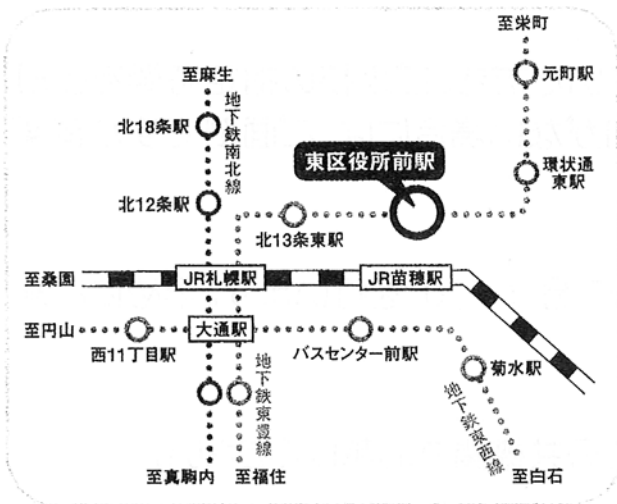 至栄町
元町駅
至麻生
地下鉄南北線
北18条駅
東区役所前駅
環状通
東駅
北12条駅
北13条東駅
至桑園
JR札幌駅
JR苗穂駅
至円山
大通駅
西11丁目駅
バスセンター前駅
地下鉄東豊線
菊水駅
地下鉄東西線
至真駒内
至福住
至白石